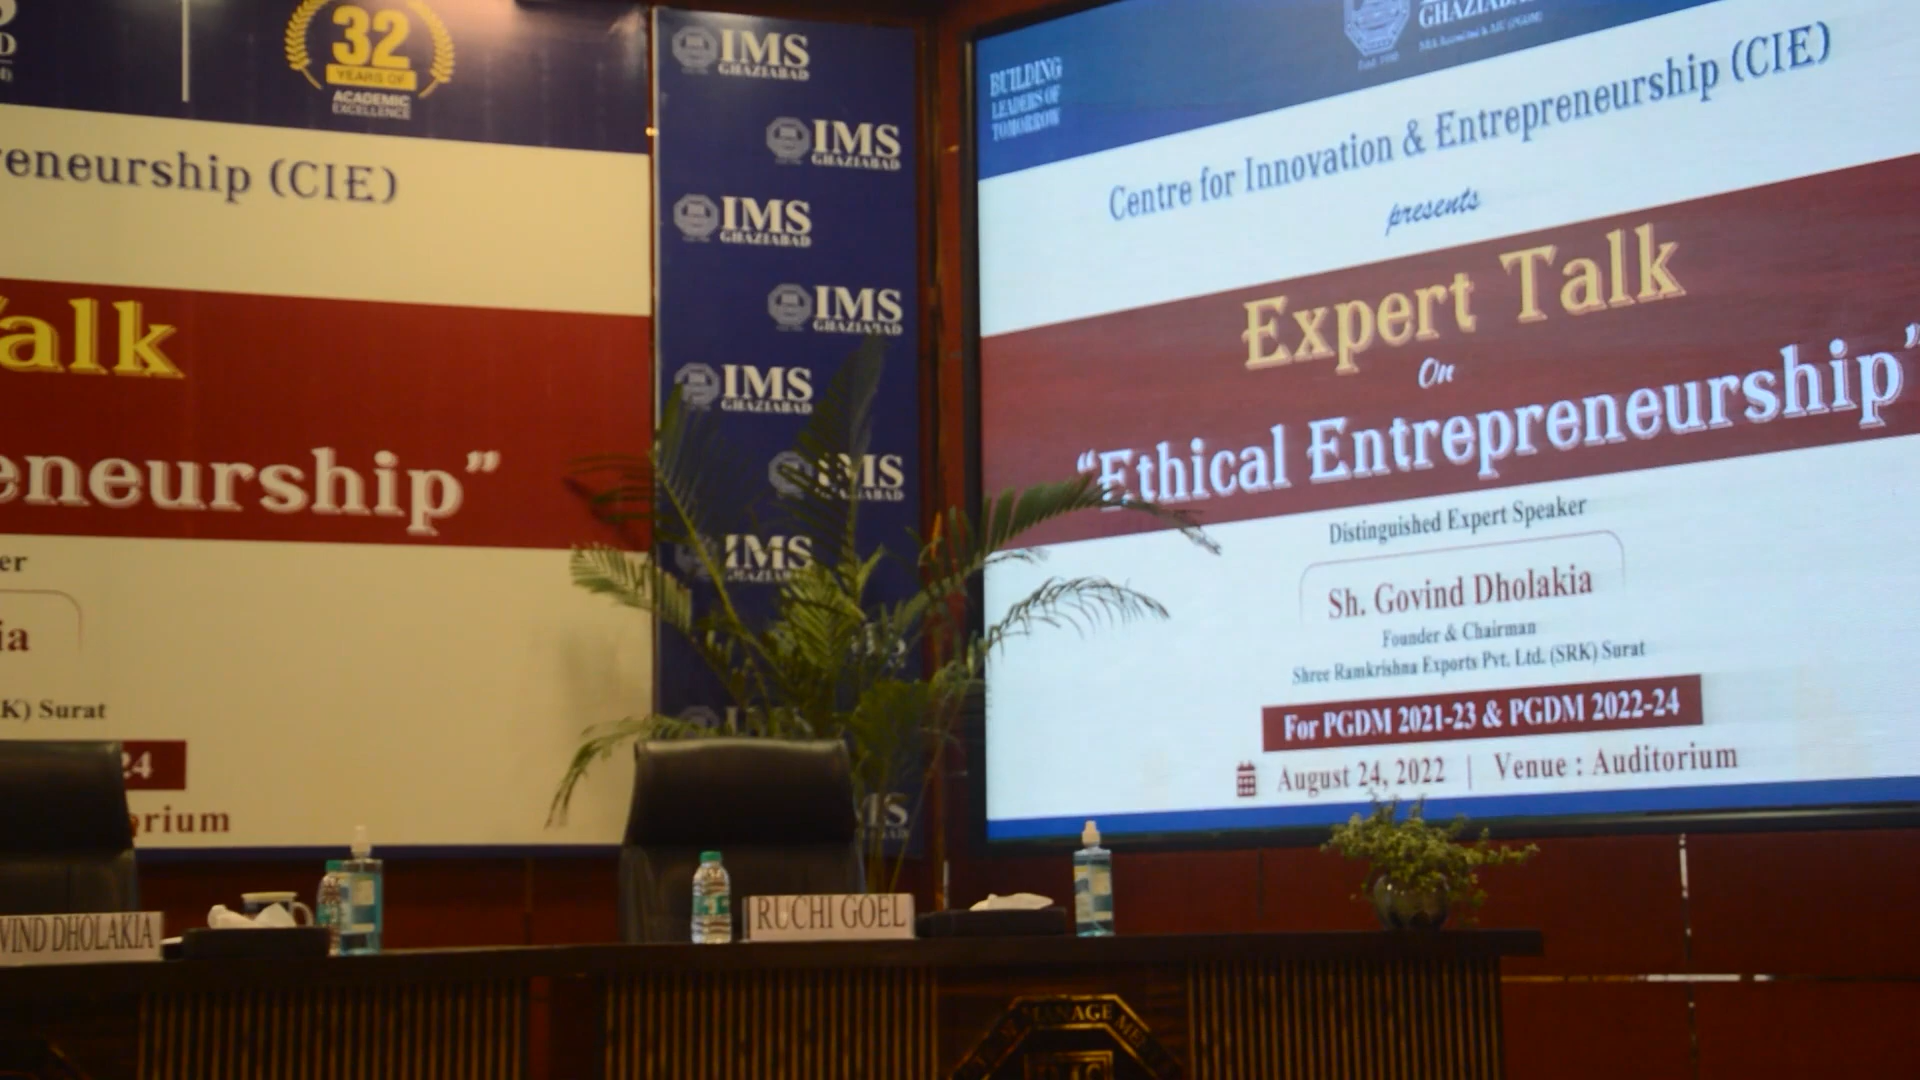 32
YEARS OF
ACADEMIC
EXCELLENCE
eneurship (CIE)
alk
eneurship”
er
ia
K) Surat
24
rium
IMS
GHAZIABAD
IMS
GHAZIABAD
IMS
GHAZIABAD
IMS
GHAZIABAD
IMS
GHAZIABAD
IMS
IMS
IMS
BUILDING
LEADERS OF
TOMORROW
GHAZIABAD
Centre for Innovation & Entrepreneurship (CIE)
presents
Expert Talk
On
“Ethical Entrepreneurship”
Distinguished Expert Speaker
Sh. Govind Dholakia
Founder & Chairman
Shree Ramkrishna Exports Pvt. Ltd. (SRK) Surat
For PGDM 2021-23 & PGDM 2022-24
August 24, 2022 | Venue : Auditorium
VIND DHOLAKIA
RUCHI GOEL
MANAGEMENT